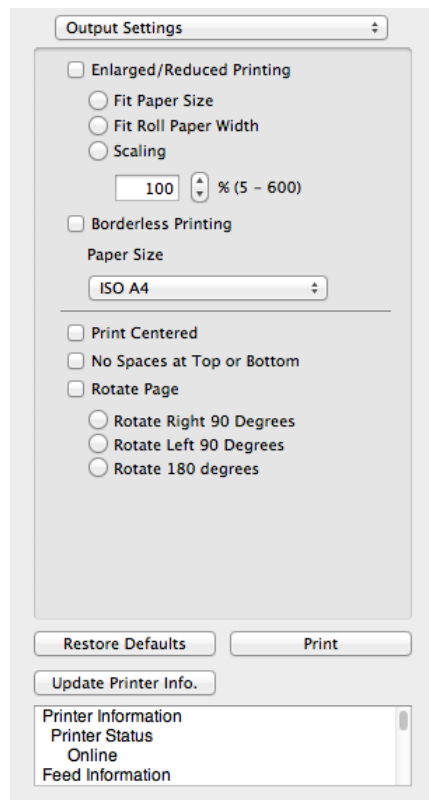 Output Settings
Enlarged/Reduced Printing
Fit Paper Size
Fit Roll Paper Width
Scaling
100 % (5 – 600)
Borderless Printing
Paper Size
ISO A4
Print Centered
No Spaces at Top or Bottom
Rotate Page
Rotate Right 90 Degrees
Rotate Left 90 Degrees
Rotate 180 degrees
Restore Defaults Print
Update Printer Info.
Printer Information
Printer Status
Online
Feed Information